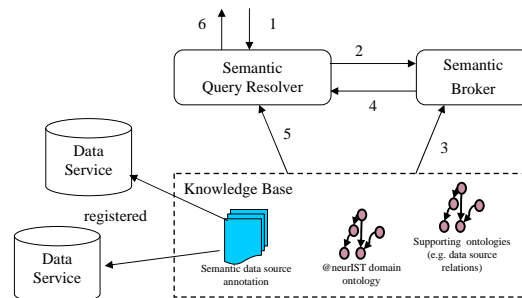 6
1
Semantic
Query Resolver
2
4
Semantic
Broker
5
3
Data
Service
Knowledge Base
registered
Data
Service
Semantic data source
annotation
@neurIST domain
ontology
Supporting ontologies
(e.g. data source
relations)